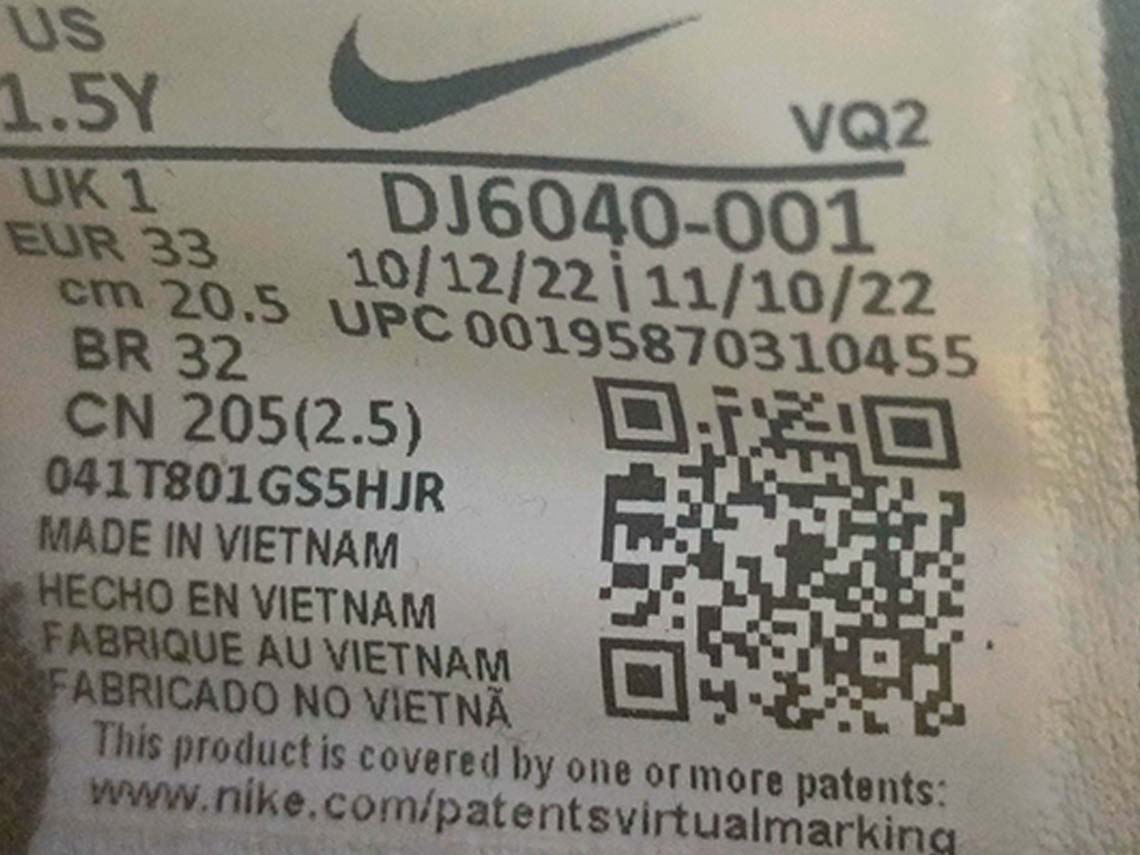 US
1.5Y
VQ2
UK 1
DJ6040-001
EUR 33
10/12/22 | 11/10/22
cm 20.5
UPC 00195870310455
BR 32
CN 205(2.5)
041T801GS5HJR
MADE IN VIETNAM
HECHO EN VIETNAM
FABRIQUE AU VIETNAM
FABRICADO NO VIETNÃ
This product is covered by one or more patents:
www.nike.com/patentsvirtualmarking